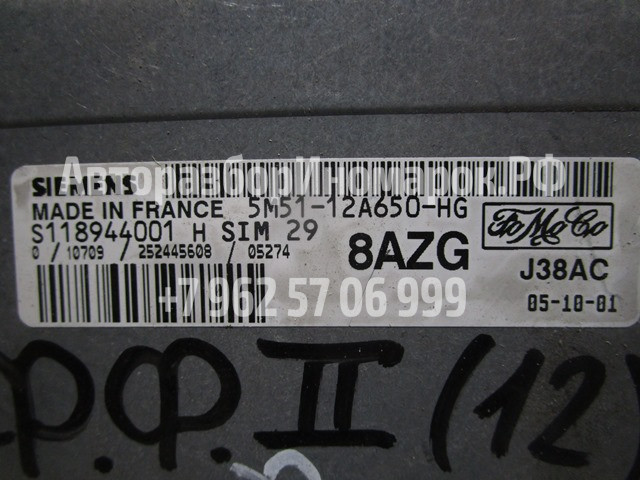 АвторазборИномарок.РФ
SIEMENS
MADE IN FRANCE 5M51-12A650-HG
S118944001 H SIM 29
0 / 10709 / 252445608 / 05274
8AZG
FoMoCo
J38AC
05-10-01
+7 962 57 06 999
Р.Ф.II (12)